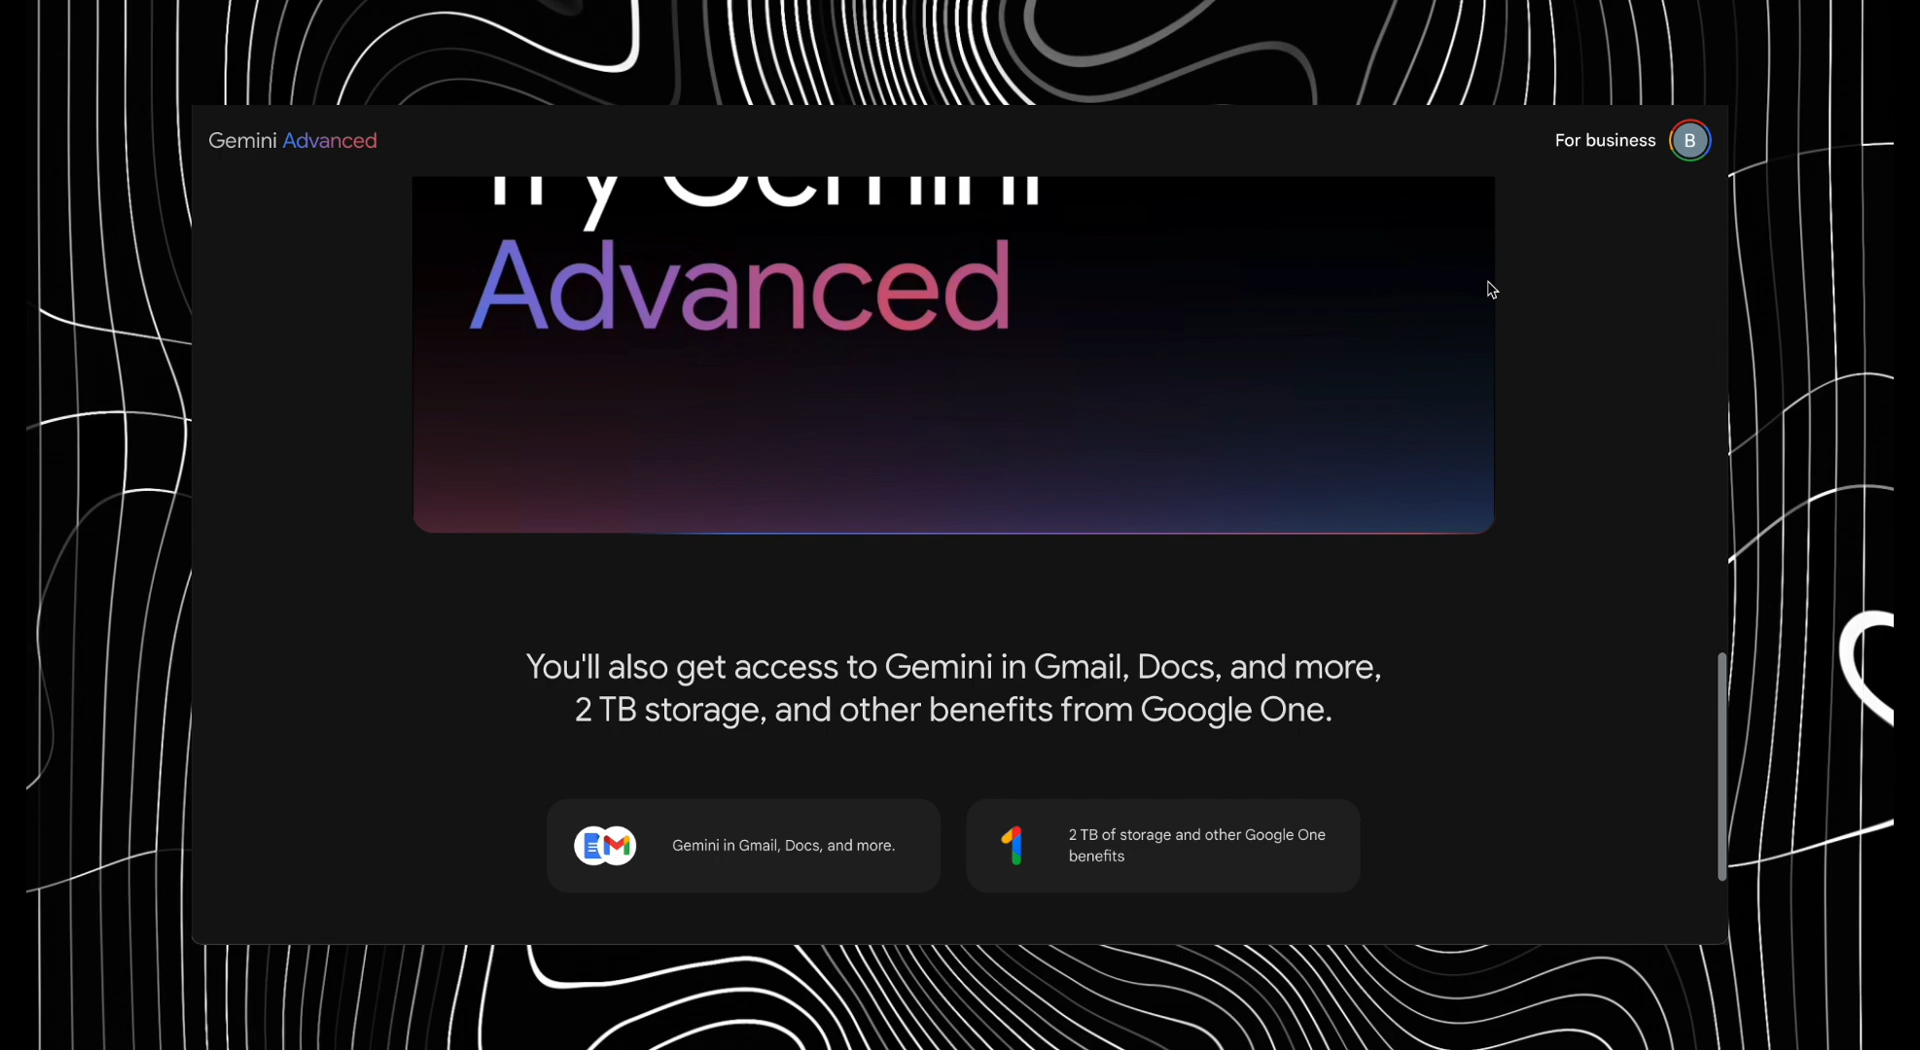 Gemini Advanced
For business
B
Try Gemini
Advanced
You'll also get access to Gemini in Gmail, Docs, and more,
2 TB storage, and other benefits from Google One.
Gemini in Gmail, Docs, and more.
2 TB of storage and other Google One
benefits